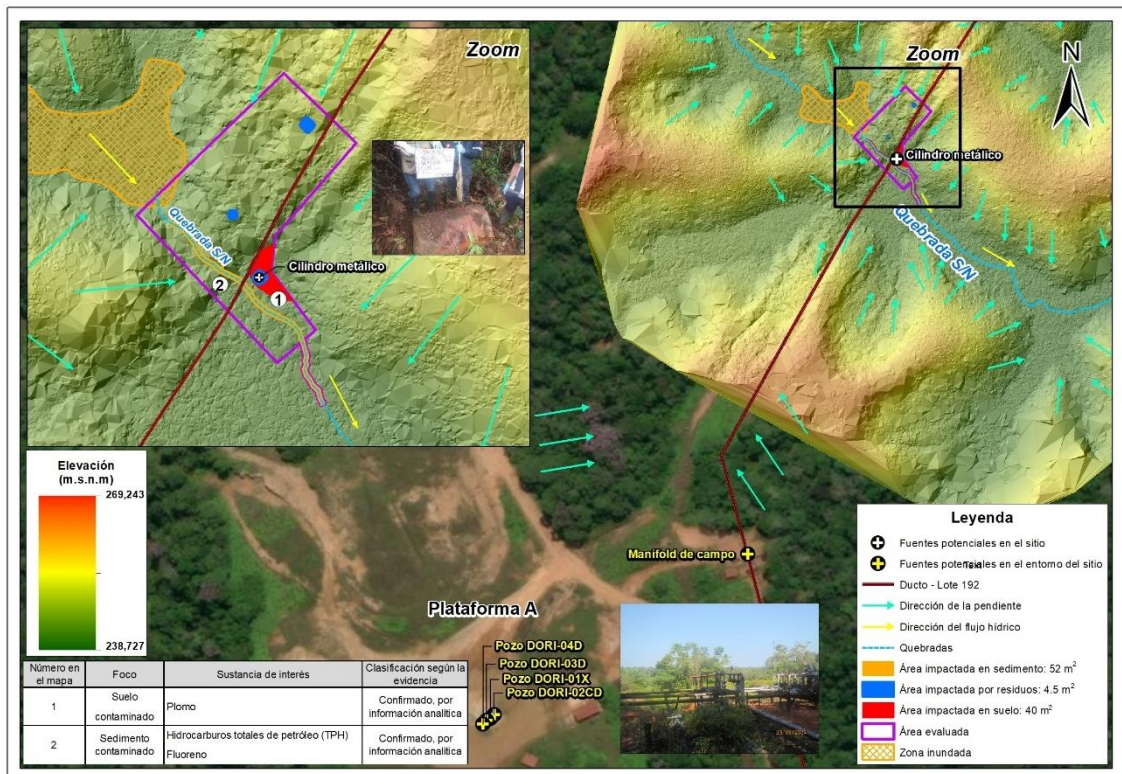 Zoom
Quebrada S/N
Cilindro metálico
2
1
Zoom
N
Cilindro metálico
Quebrada S/N
Elevación
(m.s.n.m)
269,243
238,727
Manifold de campo
Plataforma A
Pozo DORI-04D
Pozo DORI-03D
Pozo DORI-01X
Pozo DORI-02CD
Número en el mapa | Foco | Sustancia de interés | Clasificación según la evidencia
1 | Suelo contaminado | Plomo | Confirmado, por información analítica
2 | Sedimento contaminado | Hidrocarburos totales de petróleo (TPH) Fluoreno | Confirmado, por información analítica
Leyenda
Fuentes potenciales en el sitio
Fuentes potenciales en el entorno del sitio
Text
Ducto - Lote 192
Dirección de la pendiente
Dirección del flujo hídrico
Quebradas
Área impactada en sedimento: 52 m²
Área impactada por residuos: 4.5 m²
Área impactada en suelo: 40 m²
Área evaluada
Zona inundada